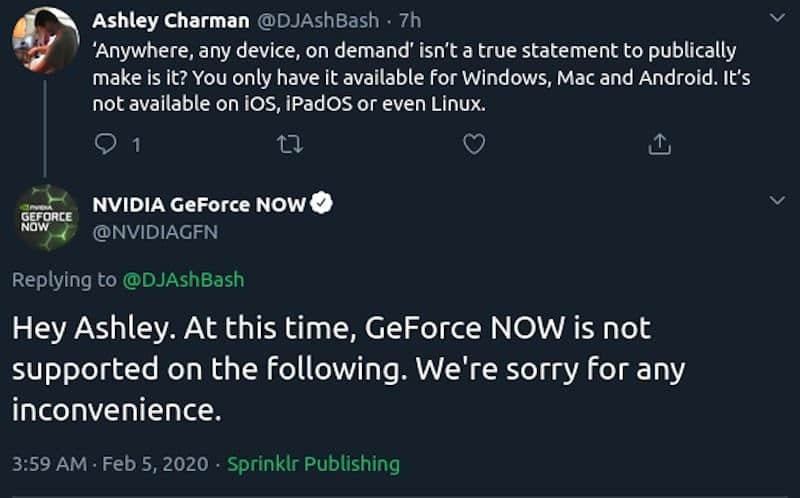 Ashley Charman @DJAshBash · 7h
‘Anywhere, any device, on demand’ isn’t a true statement to publically
make is it? You only have it available for Windows, Mac and Android. It’s
not available on iOS, iPadOS or even Linux.
1
NVIDIA
GEFORCE
NOW
NVIDIA GeForce NOW
@NVIDIAGFN
Replying to @DJAshBash
Hey Ashley. At this time, GeForce NOW is not
supported on the following. We're sorry for any
inconvenience.
3:59 AM · Feb 5, 2020 · Sprinklr Publishing